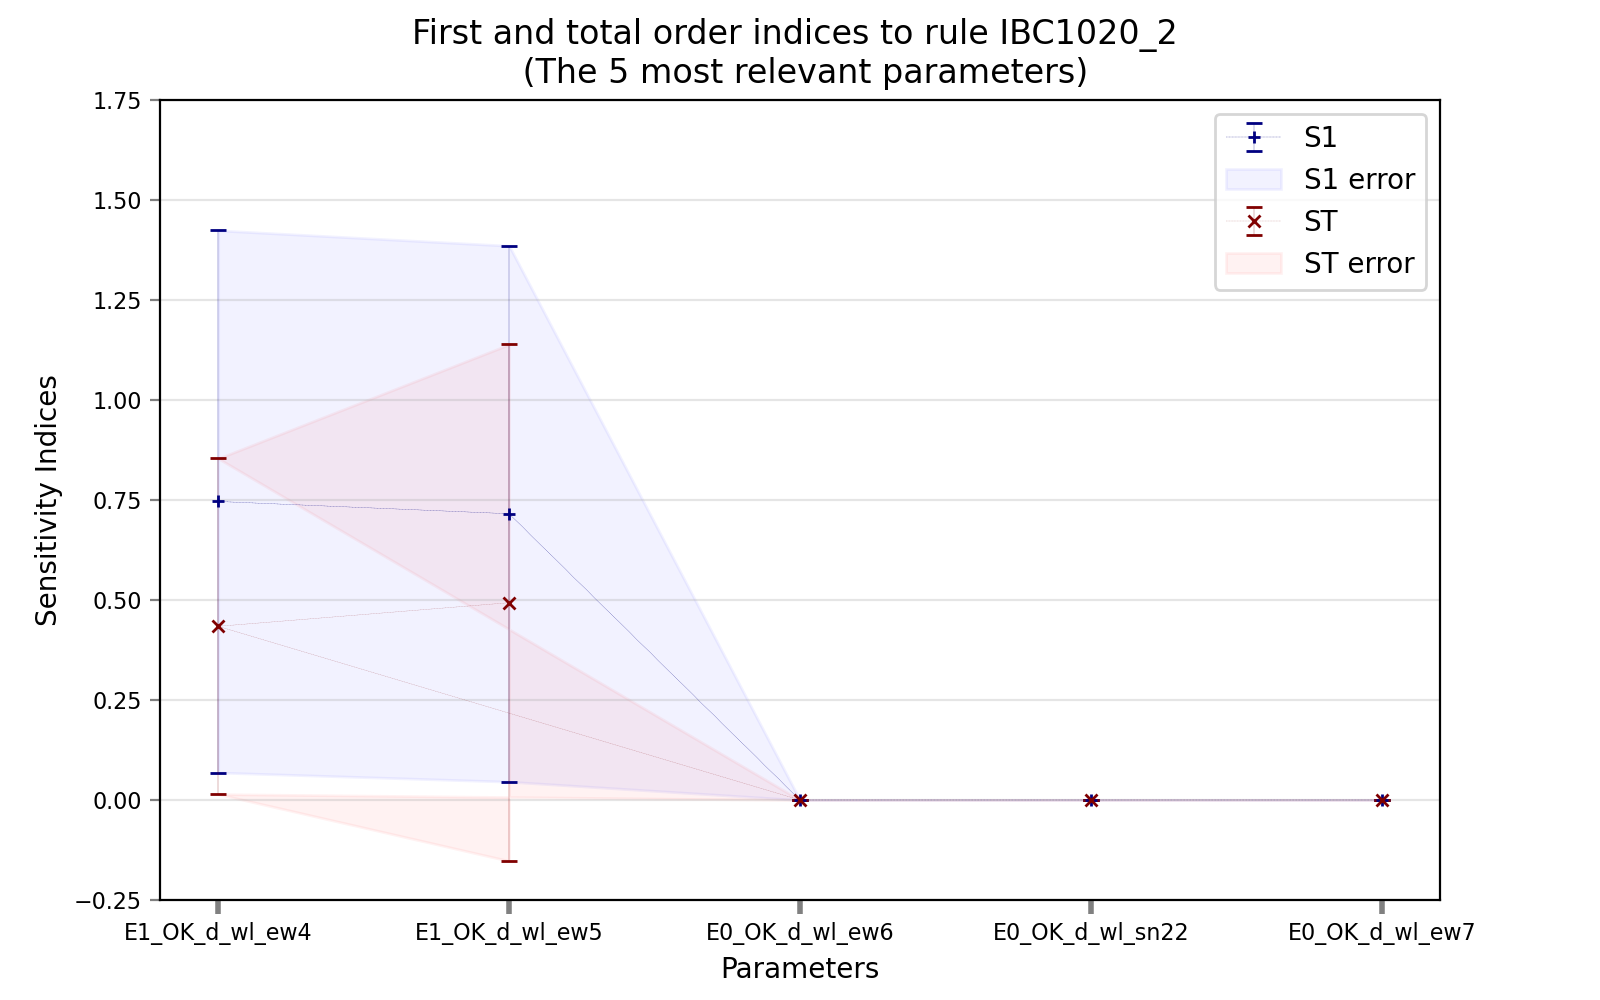 First and total order indices to rule IBC1020_2
(The 5 most relevant parameters)
1.75
1.50
1.25
1.00
0.75
0.50
0.25
0.00
−0.25
Sensitivity Indices
S1
S1 error
ST
ST error
E1_OK_d_wl_ew4
E1_OK_d_wl_ew5
E0_OK_d_wl_ew6
E0_OK_d_wl_sn22
E0_OK_d_wl_ew7
Parameters